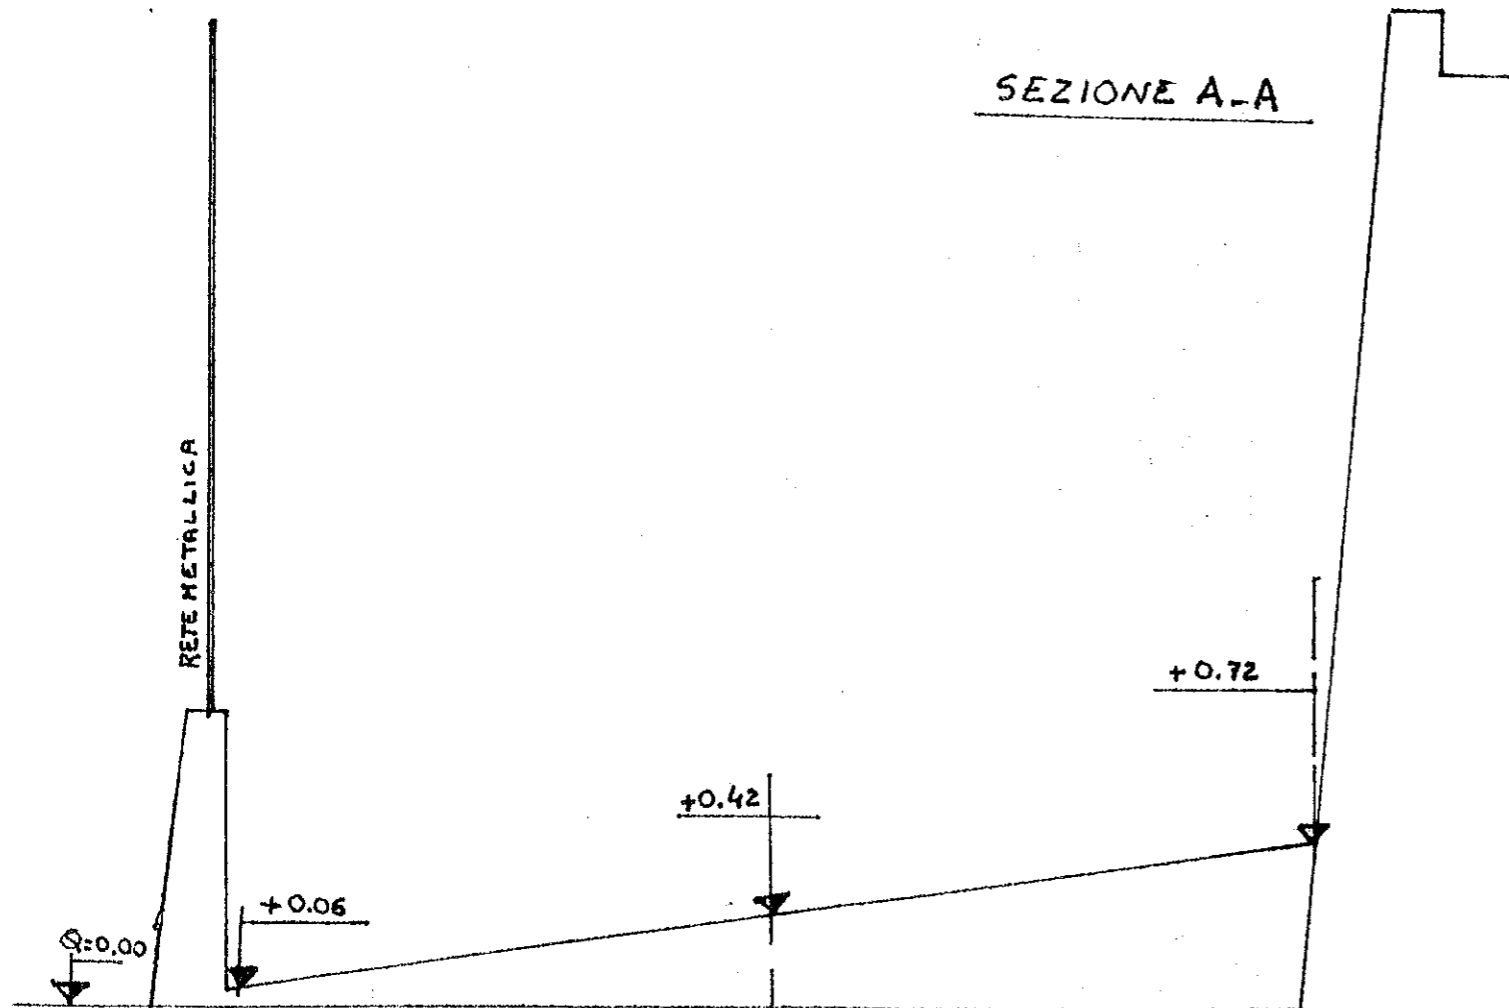 SEZIONE A-A
RETE METALLICA
+0.72
+0.42
+0.06
Q=0,00